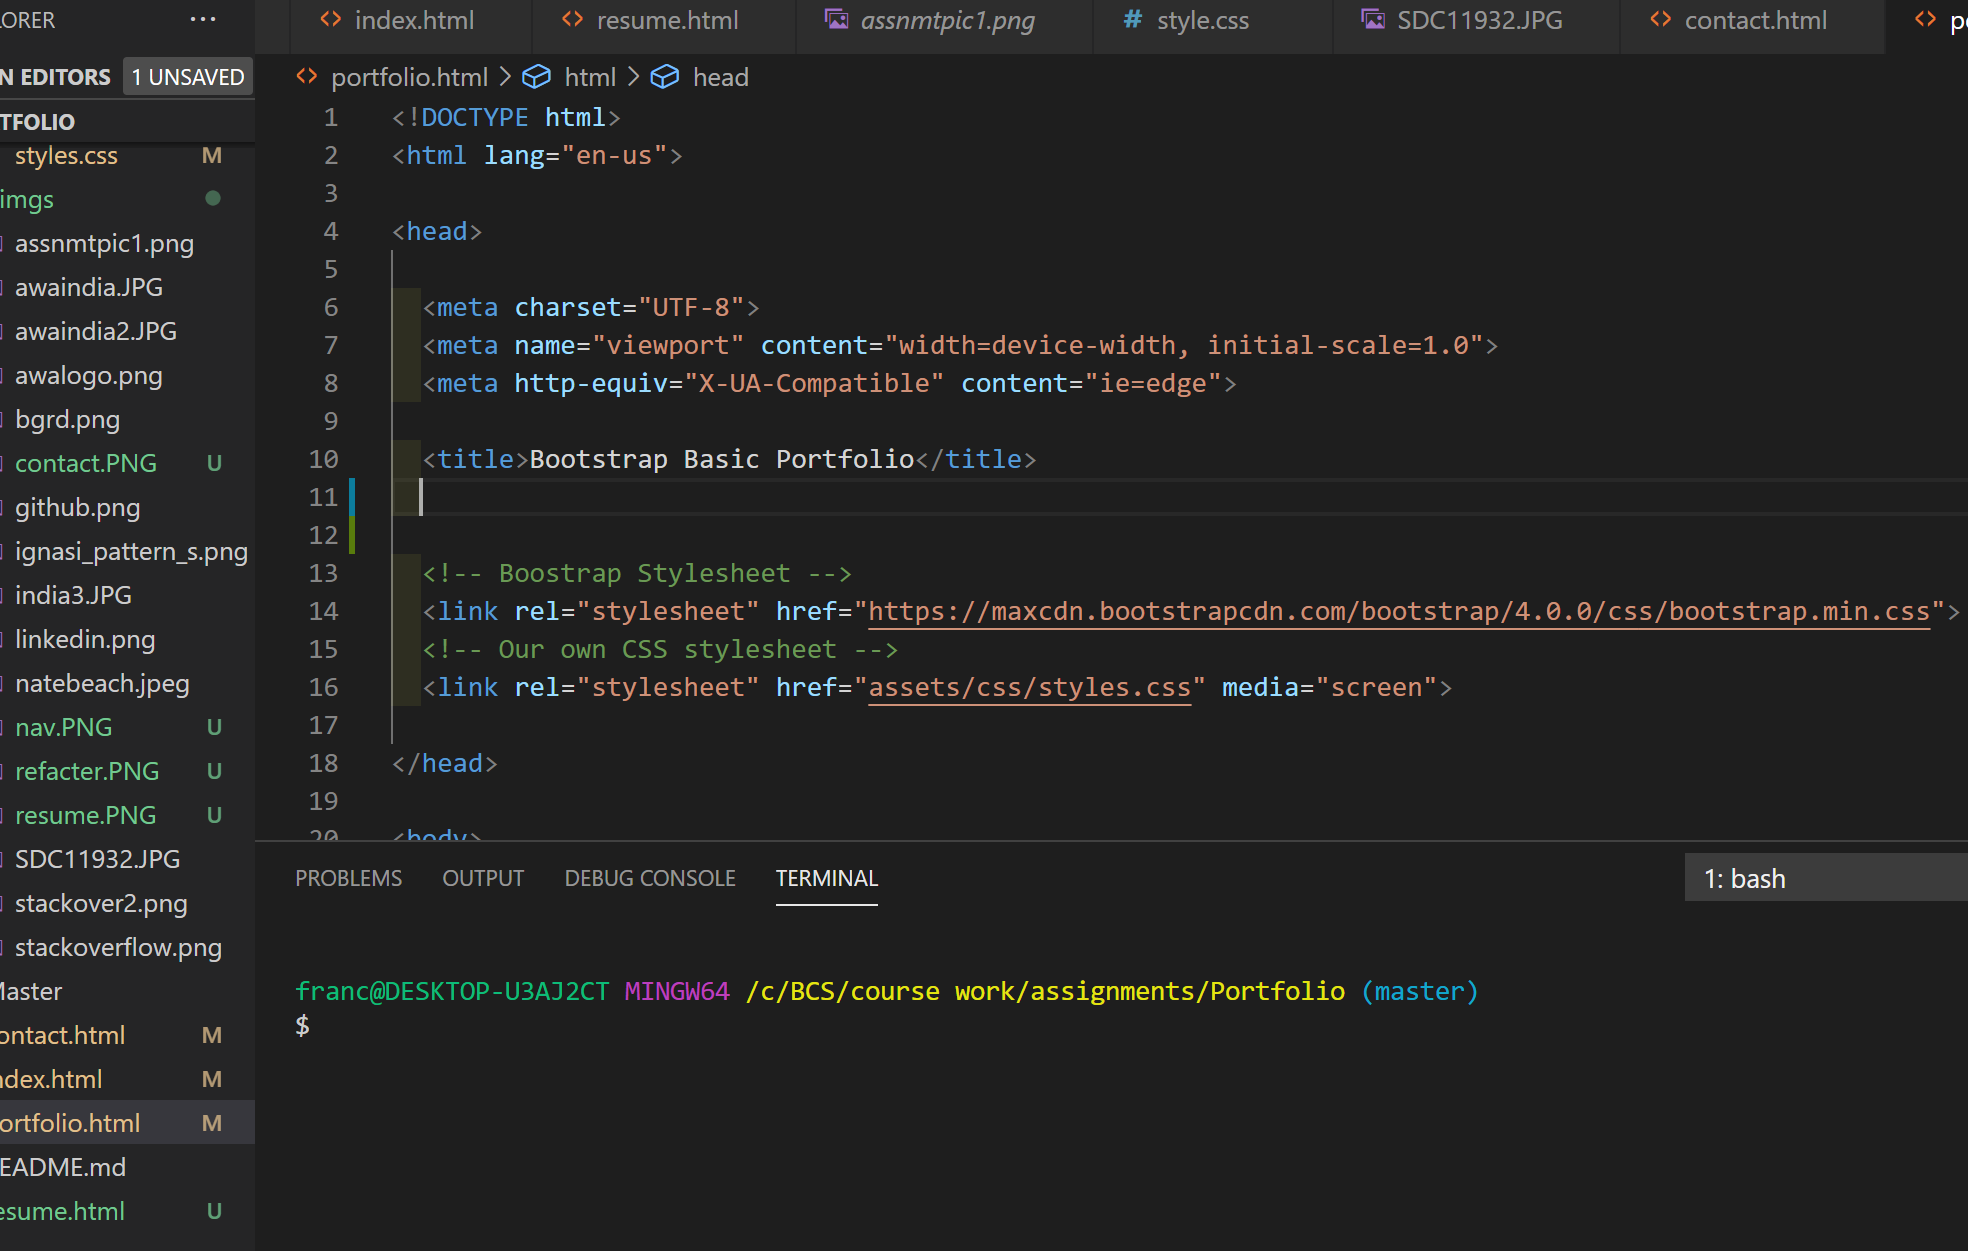 LORER ···
index.html resume.html assnmtpic1.png # style.css SDC11932.JPG contact.html
N EDITORS 1 UNSAVED
portfolio.html > html > head
TFOLIO
styles.css M
imgs
assnmtpic1.png
awaindia.JPG
awaindia2.JPG
awalogo.png
bgrd.png
contact.PNG U
github.png
ignasi_pattern_s.png
india3.JPG
linkedin.png
natebeach.jpeg
nav.PNG U
refacter.PNG U
resume.PNG U
SDC11932.JPG
stackover2.png
stackoverflow.png
Master
ontact.html M
ndex.html M
ortfolio.html M
EADME.md
esume.html U
1 <!DOCTYPE html>
2 <html lang="en-us">
3
4 <head>
5
6 <meta charset="UTF-8">
7 <meta name="viewport" content="width=device-width, initial-scale=1.0">
8 <meta http-equiv="X-UA-Compatible" content="ie=edge">
9
10 <title>Bootstrap Basic Portfolio</title>
11
12
13 <!-- Boostrap Stylesheet -->
14 <link rel="stylesheet" href="https://maxcdn.bootstrapcdn.com/bootstrap/4.0.0/css/bootstrap.min.css">
15 <!-- Our own CSS stylesheet -->
16 <link rel="stylesheet" href="assets/css/styles.css" media="screen">
17
18 </head>
19
20 <body>
PROBLEMS OUTPUT DEBUG CONSOLE TERMINAL 1: bash
franc@DESKTOP-U3AJ2CT MINGW64 /c/BCS/course work/assignments/Portfolio (master)
$